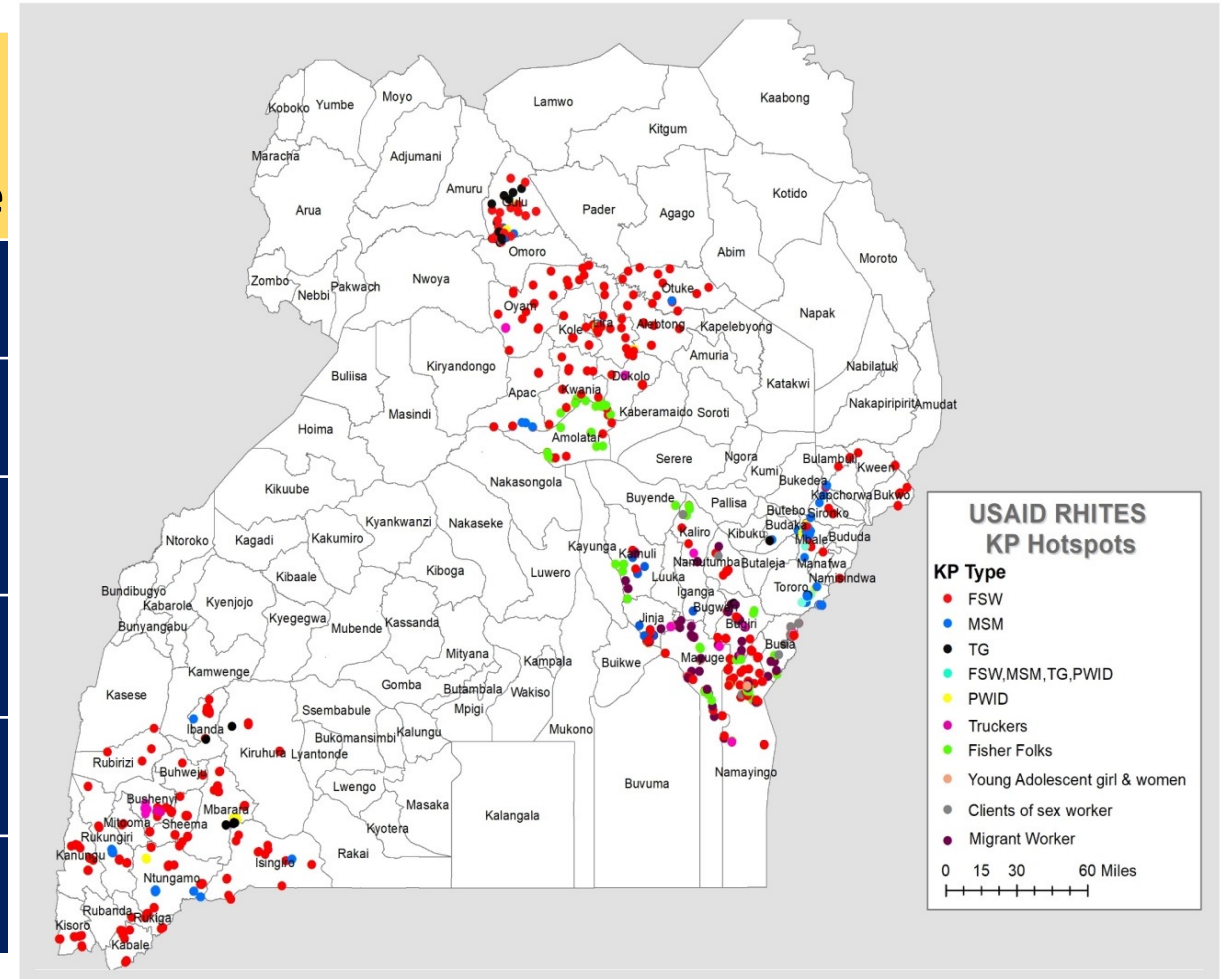 e
Koboko
Yumbe
Moyo
Lamwo
Kaabong
Kitgum
Maracha
Adjumani
Arua
Amuru
Gulu
Pader
Agago
Kotido
Abim
Moroto
Omoro
Zombo
Nebbi
Pakwach
Nwoya
Otuke
Oyam
Kole
Lira
Alebtong
Kapelebyong
Napak
Amuria
Buliisa
Kiryandongo
Dokolo
Katakwi
Nabilatuk
Apac
Kwania
Masindi
Kaberamaido
Soroti
Nakapiripirit
Amudat
Hoima
Amolatar
Serere
Ngora
Kumi
Bulambuli
Kween
Bukedea
Nakasongola
Kikuube
Buyende
Pallisa
Kapchorwa
Bukwo
Butebo
Sironko
Budaka
Ntoroko
Kagadi
Kakumiro
Kyankwanzi
Nakaseke
Kayunga
Kamuli
Kaliro
Kibuku
Mbale
Bududa
Namutumba
Butaleja
Manafwa
Namisindwa
Kibaale
Kiboga
Luwero
Luuka
Tororo
Bundibugyo
Kabarole
Kyenjojo
Iganga
Bugweri
Bunyangabu
Kyegegwa
Mubende
Kassanda
Jinja
Bugiri
Mityana
Kampala
Buikwe
Mayuge
Busia
Kamwenge
Kasese
Gomba
Butambala
Wakiso
Mpigi
Ssembabule
Ibanda
Bukomansimbi
Kalungu
Mukono
Rubirizi
Kiruhura
Lyantonde
Buhweju
Lwengo
Buvuma
Namayingo
Bushenyi
Mbarara
Masaka
Kalangala
Mitooma
Sheema
Rukungiri
Kyotera
Kanungu
Rakai
Isingiro
Ntungamo
Rubanda
Rukiga
Kisoro
Kabale
USAID RHITES
KP Hotspots
KP Type
FSW
MSM
TG
FSW,MSM,TG,PWID
PWID
Truckers
Fisher Folks
Young Adolescent girl & women
Clients of sex worker
Migrant Worker
0 15 30 60 Miles